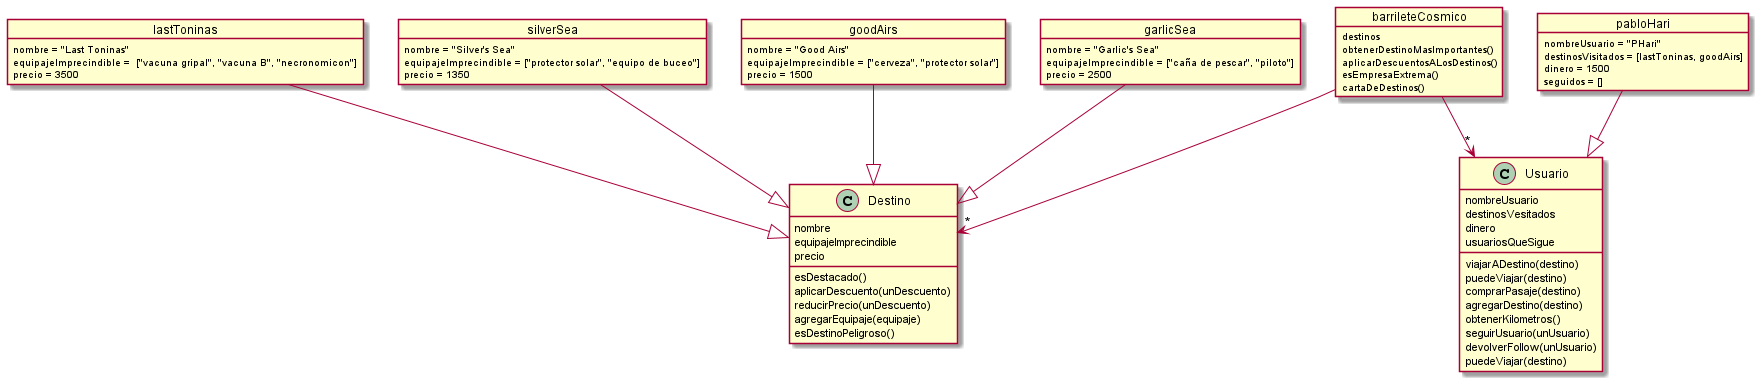 lastToninas
nombre = "Last Toninas"
equipajeImprecindible =  ["vacuna gripal", "vacuna B", "necronomicon"]
precio = 3500
silverSea
nombre = "Silver's Sea"
equipajeImprecindible = ["protector solar", "equipo de buceo"]
precio = 1350
goodAirs
nombre = "Good Airs"
equipajeImprecindible = ["cerveza", "protector solar"]
precio = 1500
garlicSea
nombre = "Garlic's Sea"
equipajeImprecindible = ["caña de pescar", "piloto"]
precio = 2500
barrileteCosmico
destinos
obtenerDestinoMasImportantes()
aplicarDescuentosALosDestinos()
esEmpresaExtrema()
cartaDeDestinos()
pabloHari
nombreUsuario = "PHari"
destinosVisitados = [lastToninas, goodAirs]
dinero = 1500
seguidos = []
*
*
C Destino
nombre
equipajeImprecindible
precio
esDestacado()
aplicarDescuento(unDescuento)
reducirPrecio(unDescuento)
agregarEquipaje(equipaje)
esDestinoPeligroso()
C Usuario
nombreUsuario
destinosVesitados
dinero
usuariosQueSigue
viajarADestino(destino)
puedeViajar(destino)
comprarPasaje(destino)
agregarDestino(destino)
obtenerKilometros()
seguirUsuario(unUsuario)
devolverFollow(unUsuario)
puedeViajar(destino)